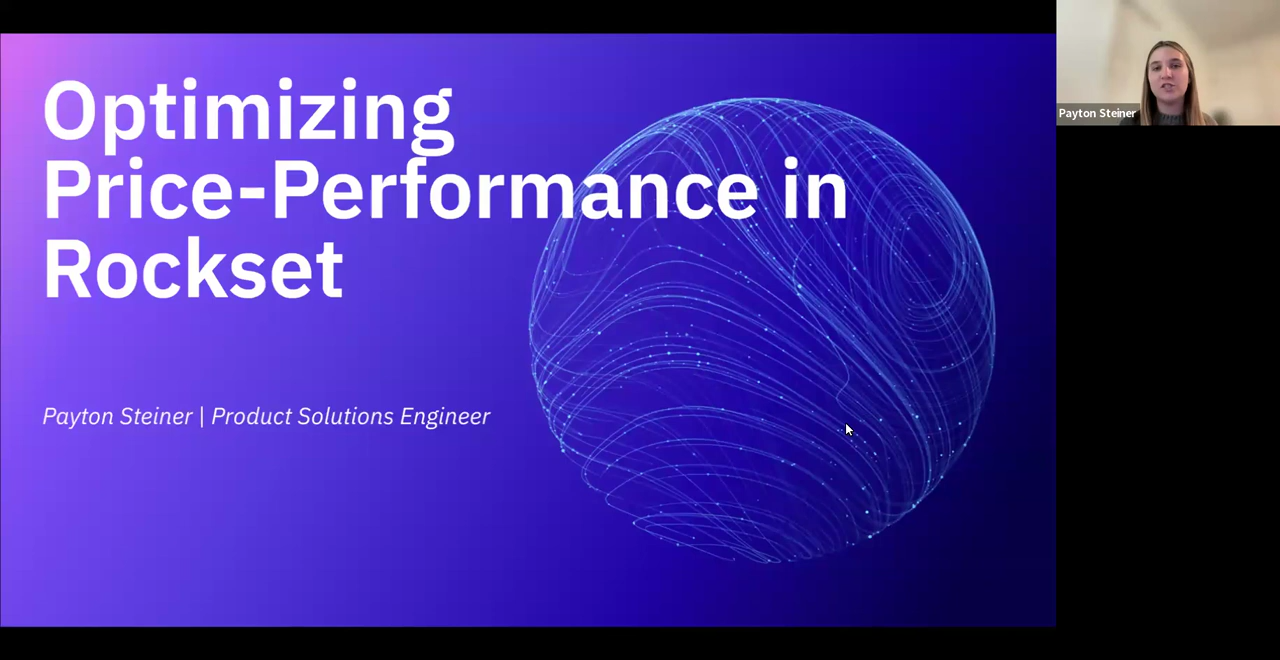 Optimizing
Price-Performance in
Rockset
Payton Steiner | Product Solutions Engineer
Payton Steiner